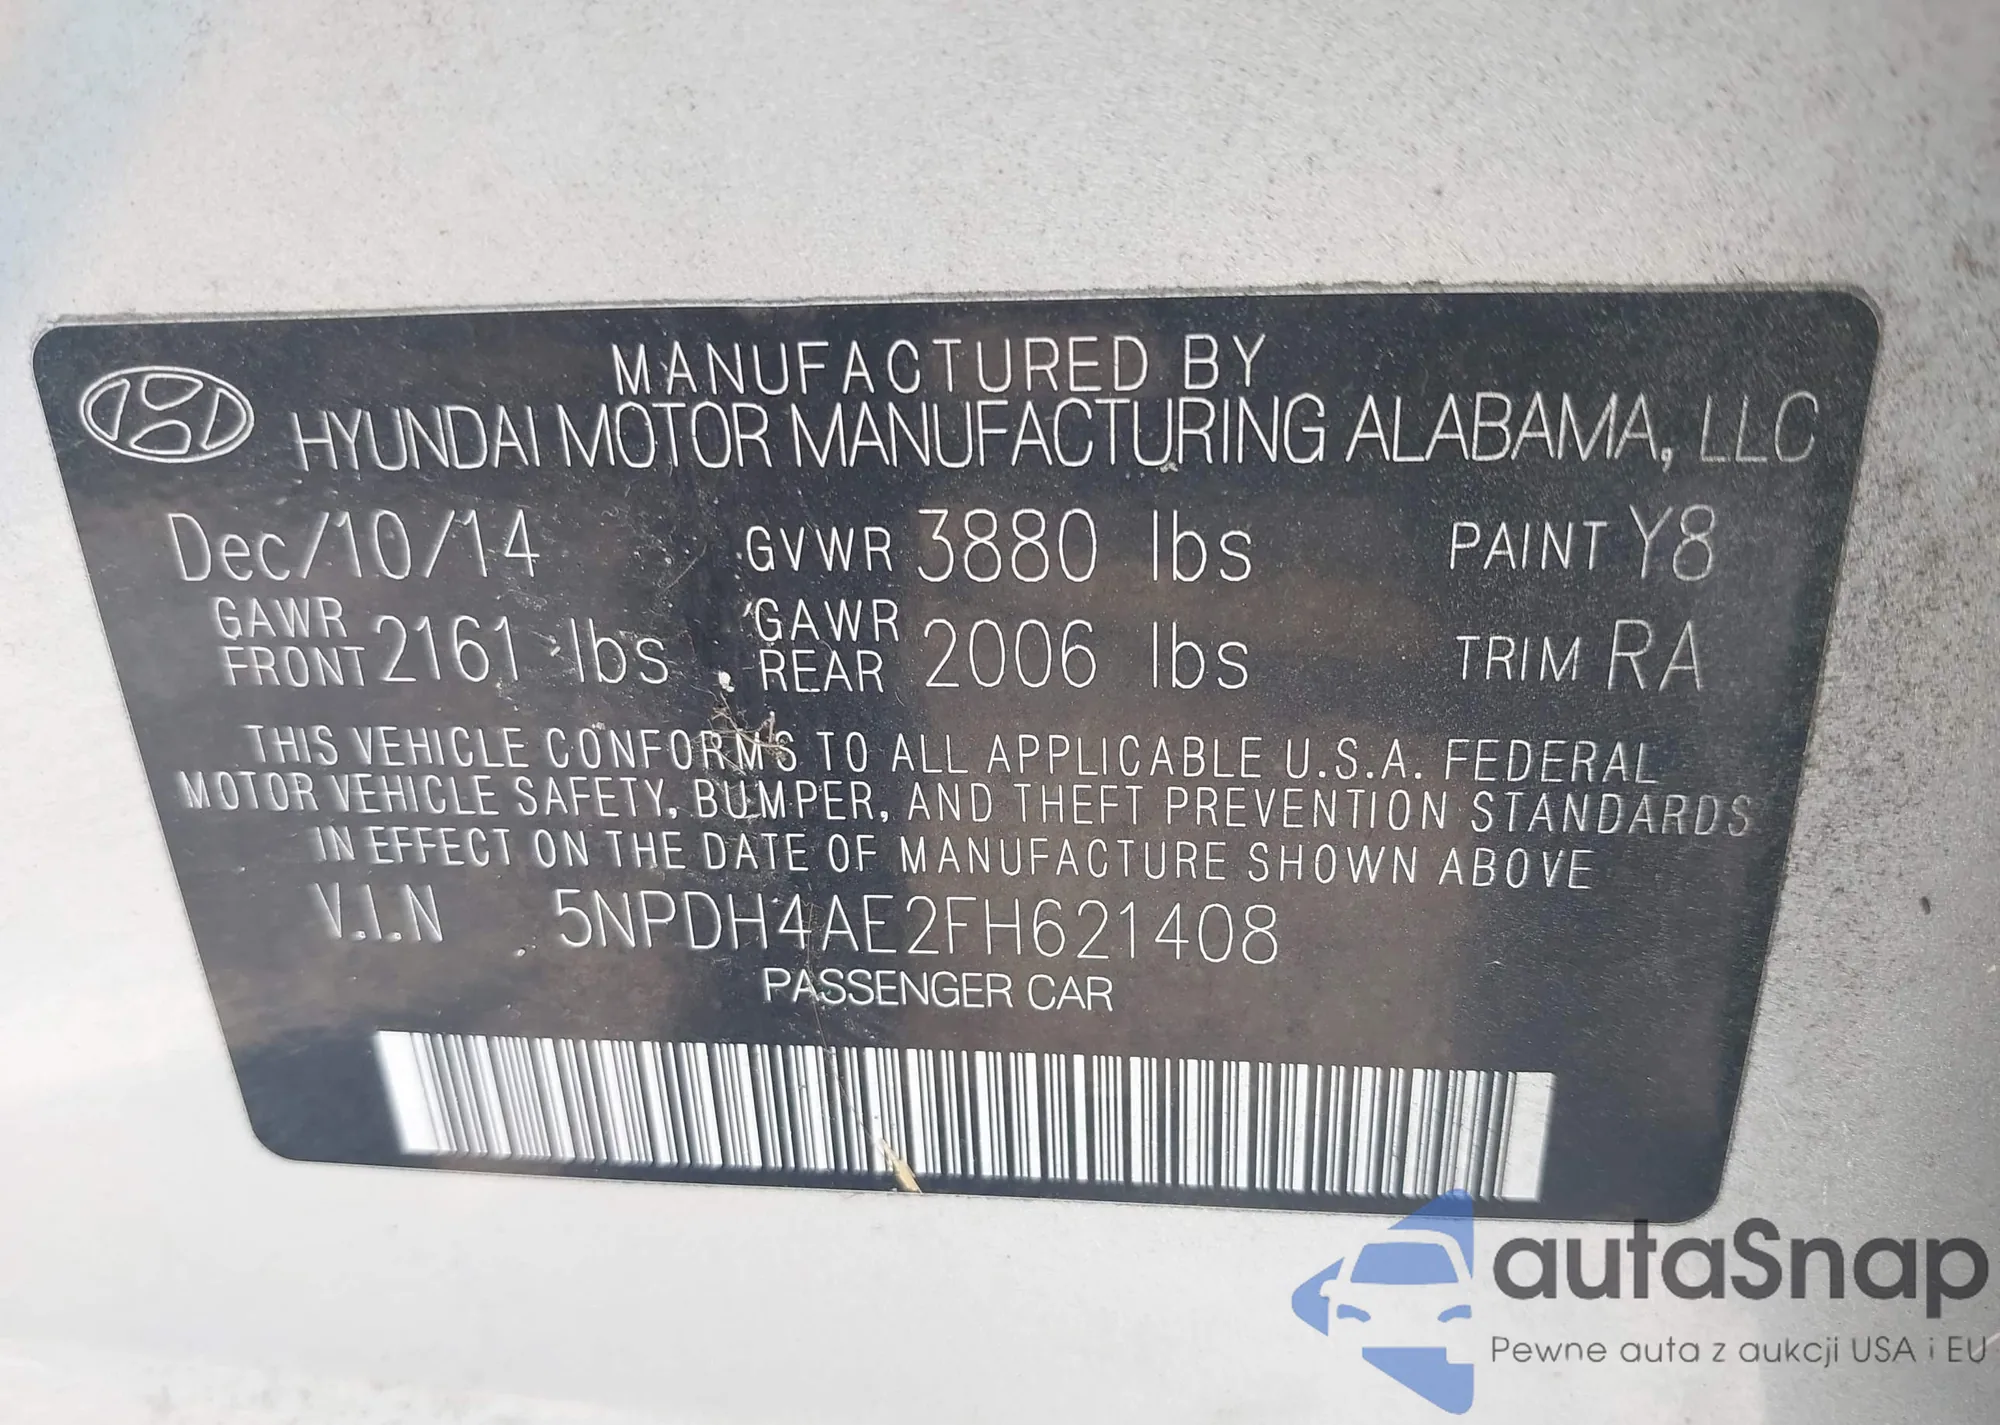 MANUFACTURED BY
HYUNDAI MOTOR MANUFACTURING ALABAMA, LLC
Dec/10/14 GVWR 3880 lbs PAINT Y8
GAWR FRONT 2161 lbs GAWR REAR 2006 lbs TRIM RA
THIS VEHICLE CONFORMS TO ALL APPLICABLE U.S.A. FEDERAL
MOTOR VEHICLE SAFETY, BUMPER, AND THEFT PREVENTION STANDARDS
IN EFFECT ON THE DATE OF MANUFACTURE SHOWN ABOVE
V.I.N 5NPDH4AE2FH621408
PASSENGER CAR
autaSnap
Pewne auta z aukcji USA i EU